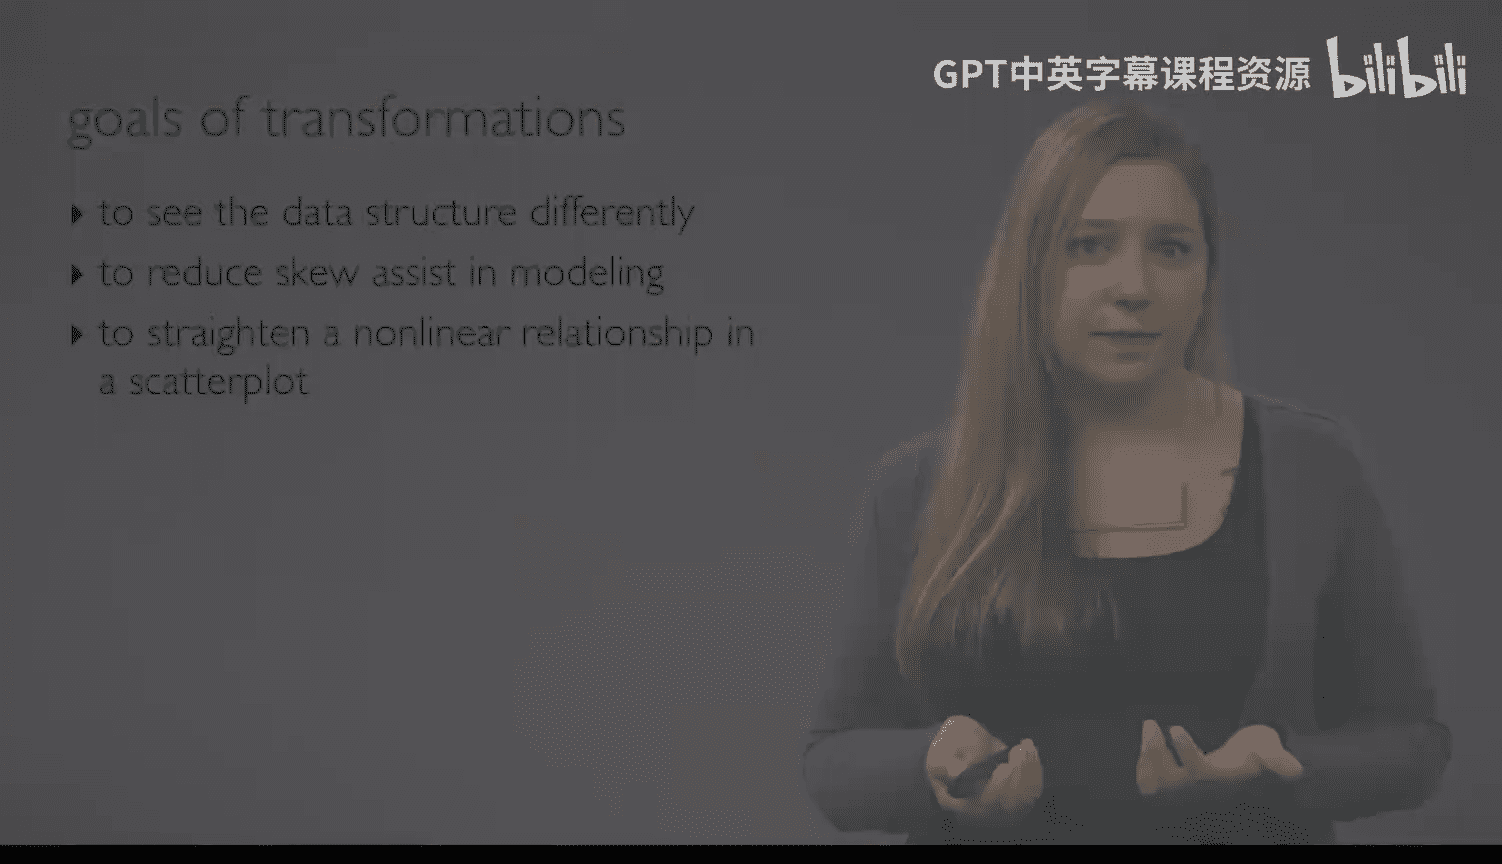 GPT中英字幕课程资源 bilibili
goals of transformations
to see the data structure differently
to reduce skew assist in modeling
to straighten a nonlinear relationship in
a scatterplot